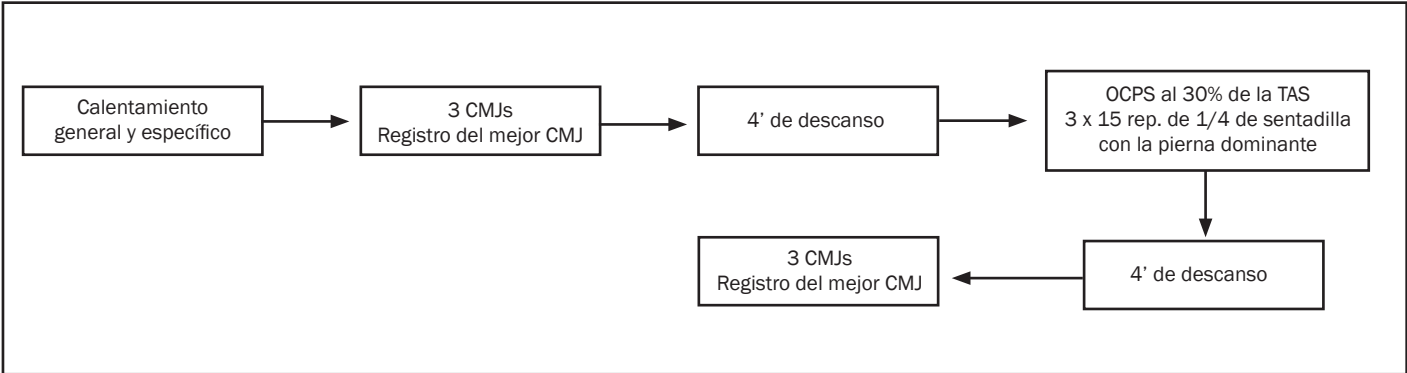 Calentamiento
general y específico
3 CMJs
Registro del mejor CMJ
4’ de descanso
OCPS al 30% de la TAS
3 x 15 rep. de 1/4 de sentadilla
con la pierna dominante
4’ de descanso
3 CMJs
Registro del mejor CMJ